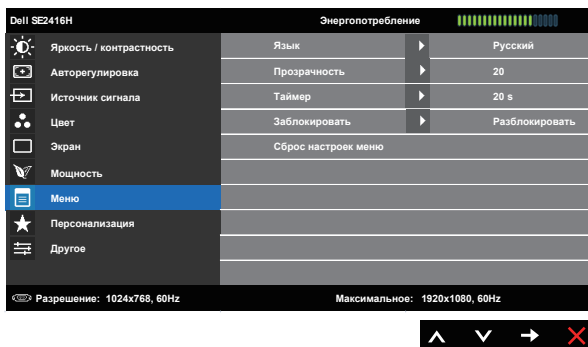 Dell SE2416H Энергопотребление
Яркость / контрастность Язык Русский
Авторегулировка Прозрачность 20
Источник сигнала Таймер 20 s
Цвет Заблокировать Разблокировать
Экран Сброс настроек меню
Мощность
Меню
Персонализация
Другое
Разрешение: 1024x768, 60Hz Максимальное: 1920x1080, 60Hz